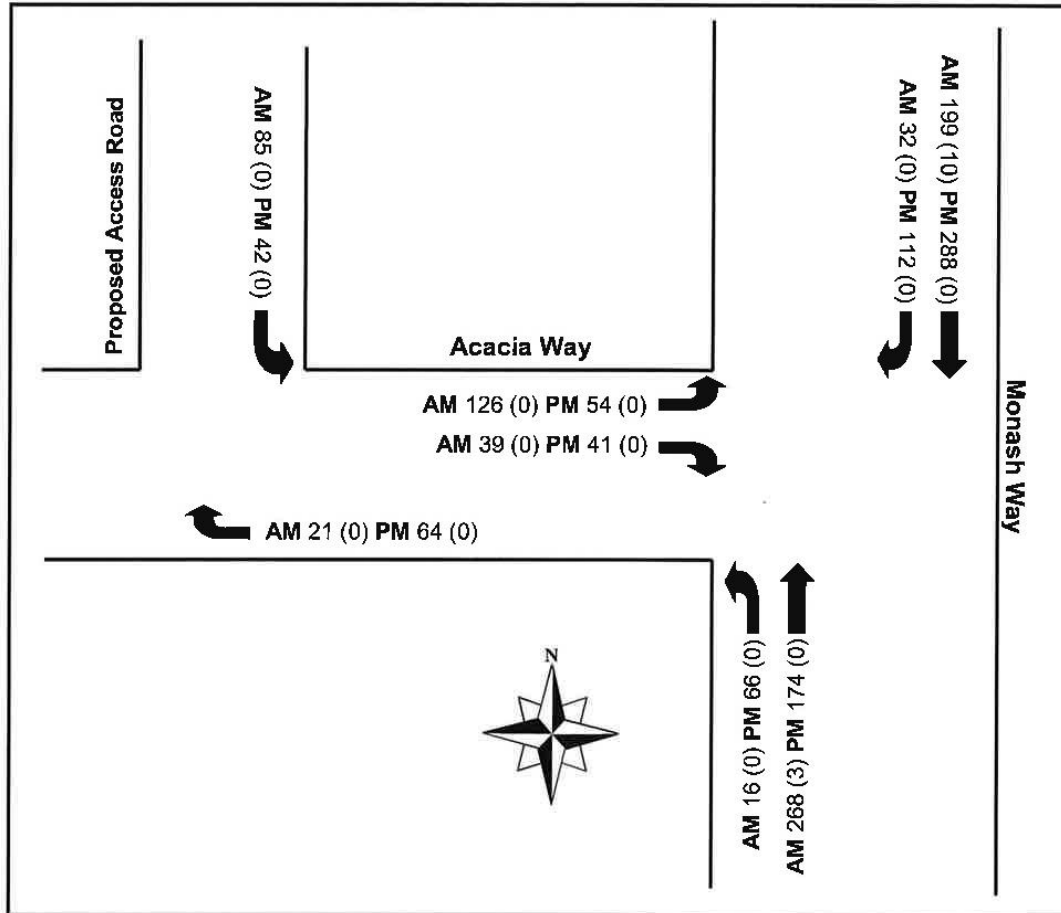 Proposed Access Road
AM 85 (0) PM 42 (0)
AM 199 (10) PM 288 (0)
AM 32 (0) PM 112 (0)
Acacia Way
AM 126 (0) PM 54 (0)
AM 39 (0) PM 41 (0)
Monash Way
AM 21 (0) PM 64 (0)
AM 16 (0) PM 66 (0)
AM 268 (3) PM 174 (0)
N